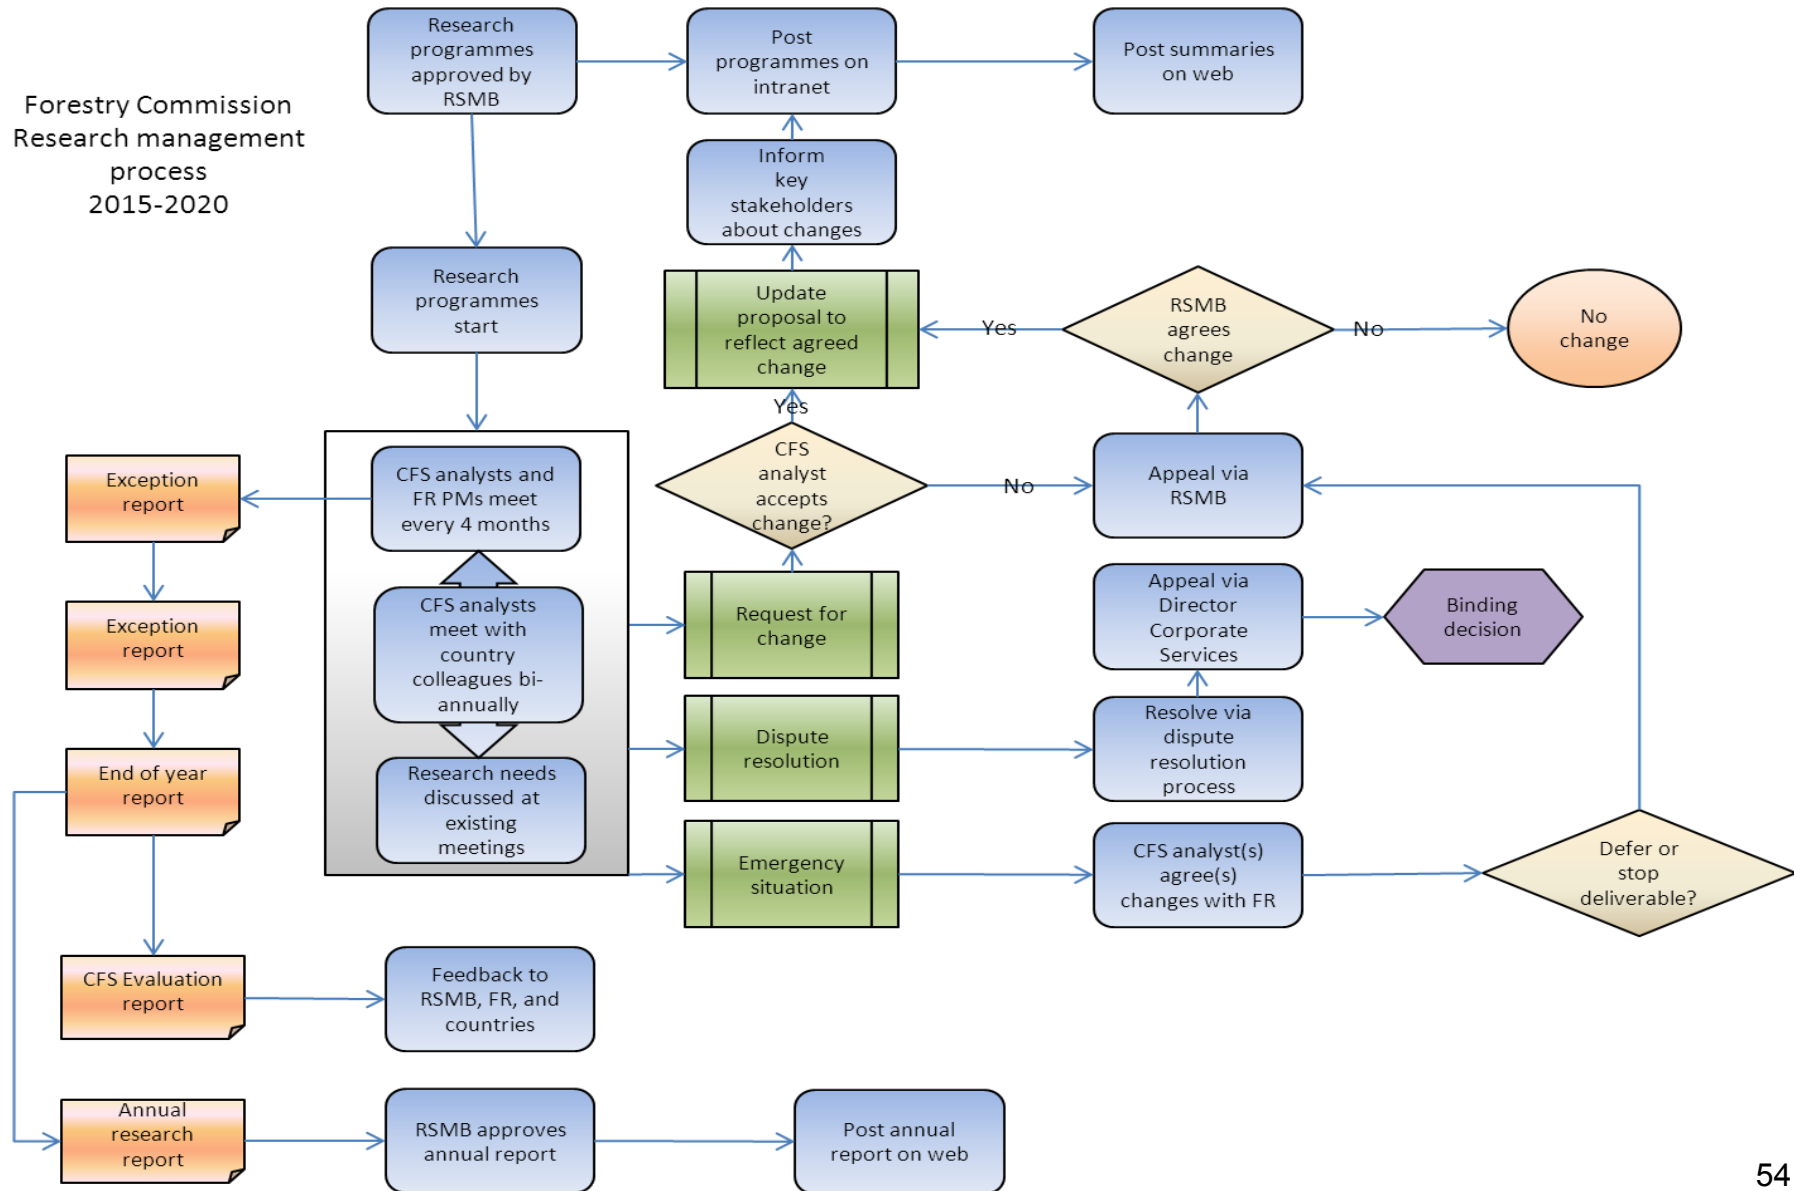 Forestry Commission
Research management
process
2015-2020
Research
programmes
approved by
RSMB
Post
programmes on
intranet
Post summaries
on web
Inform
key
stakeholders
about changes
Research
programmes
start
Update
proposal to
reflect agreed
change
Yes
RSMB
agrees
change
No
No
change
Yes
Exception
report
CFS analysts and
FR PMs meet
every 4 months
CFS
analyst
accepts
change?
No
Appeal via
RSMB
Exception
report
CFS analysts
meet with
country
colleagues bi-
annually
Request for
change
Appeal via
Director
Corporate
Services
Binding
decision
End of year
report
Research needs
discussed at
existing
meetings
Dispute
resolution
Resolve via
dispute
resolution
process
Emergency
situation
CFS analyst(s)
agree(s)
changes with FR
Defer or
stop
deliverable?
CFS Evaluation
report
Feedback to
RSMB, FR, and
countries
Annual
research
report
RSMB approves
annual report
Post annual
report on web
54